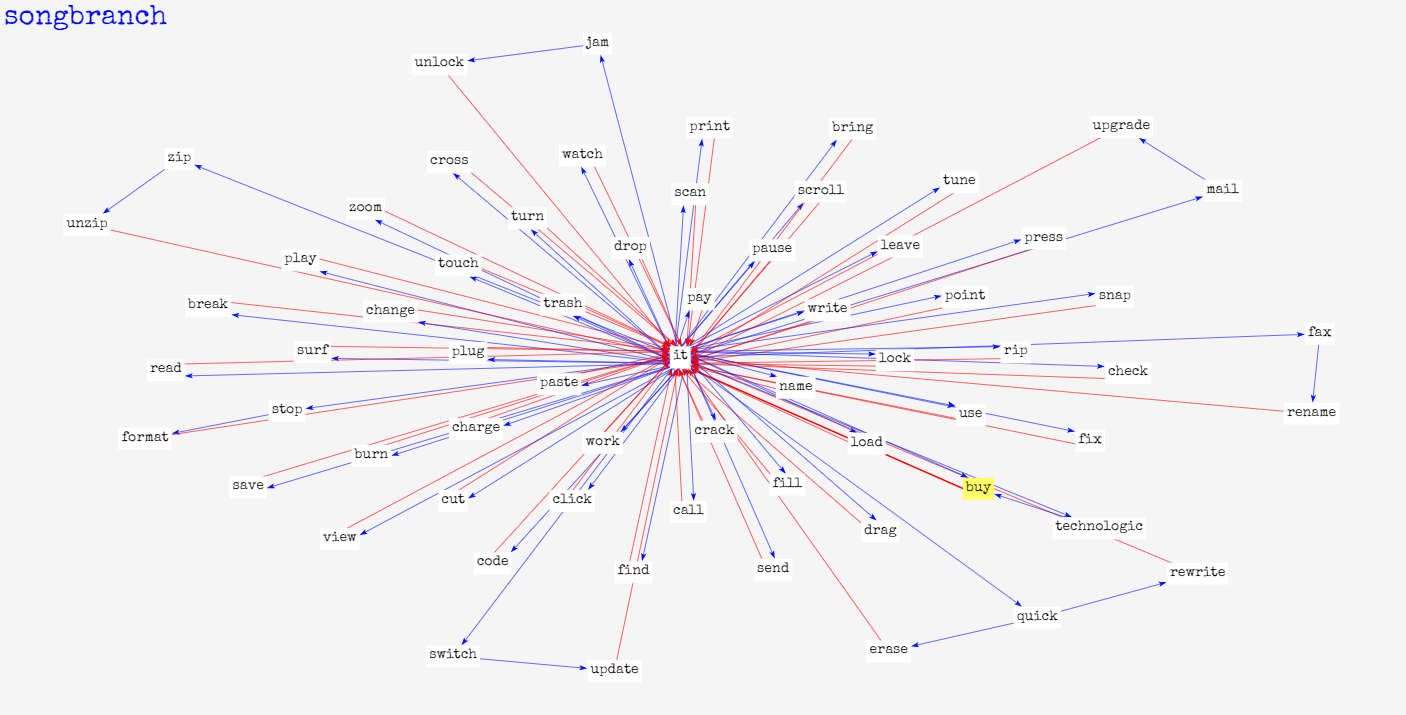 songbranch
jam
unlock
print
bring
upgrade
watch
zip
cross
tune
mail
scan
scroll
zoom
turn
unzip
press
drop
leave
pause
play
touch
point
snap
pay
break
trash
change
write
fax
surf
plug
it
rip
lock
read
check
paste
name
stop
rename
use
charge
crack
format
work
load
fix
burn
save
fill
buy
cut
click
call
technologic
drag
view
code
find
send
rewrite
quick
erase
switch
update